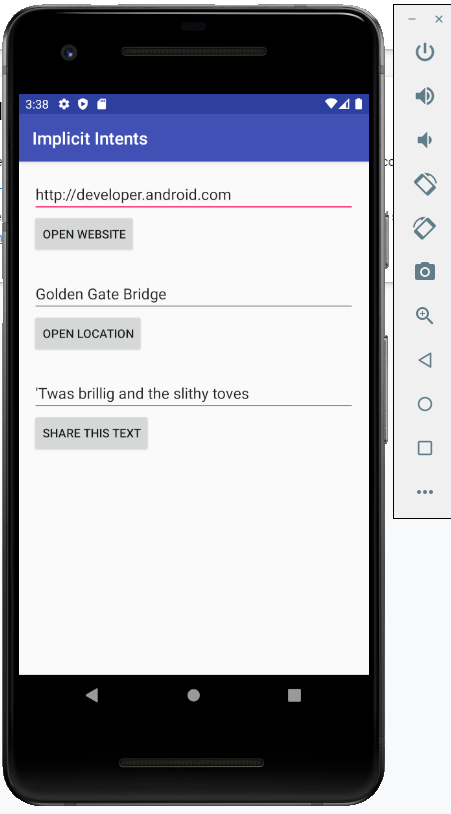 3:38
Implicit Intents
http://developer.android.com
OPEN WEBSITE
Golden Gate Bridge
OPEN LOCATION
'Twas brillig and the slithy toves
SHARE THIS TEXT